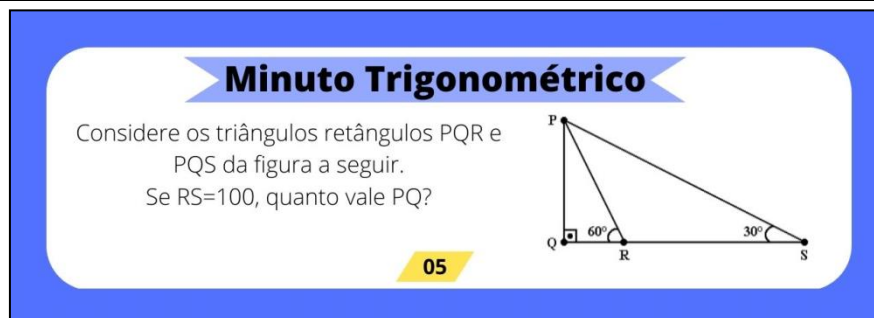 Minuto Trigonométrico
Considere os triângulos retângulos PQR e
PQS da figura a seguir.
Se RS=100, quanto vale PQ?
P
60°
30°
Q
R
S
05